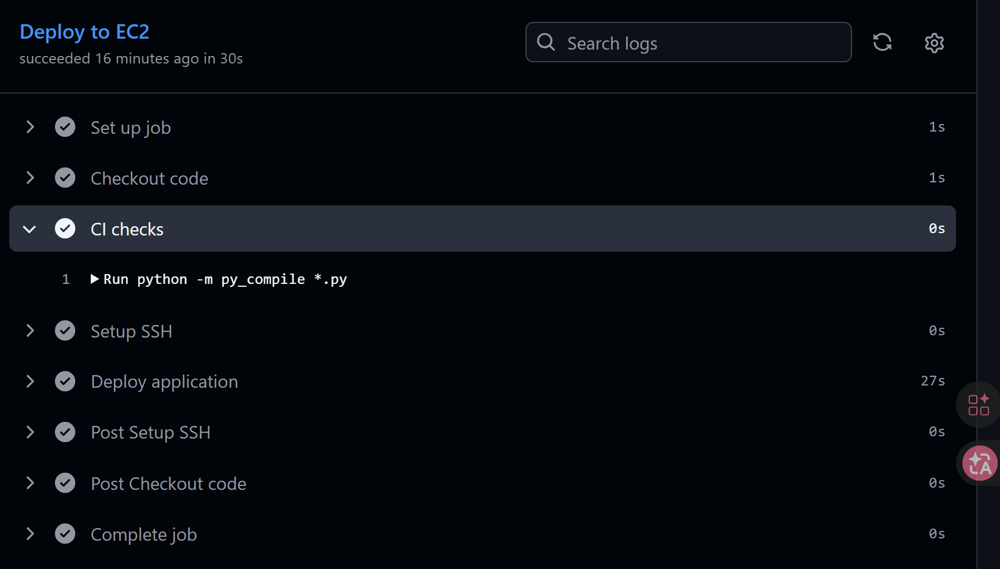 Deploy to EC2
succeeded 16 minutes ago in 30s
Search logs
Set up job 1s
Checkout code 1s
CI checks 0s
1 Run python -m py_compile *.py
Setup SSH 0s
Deploy application 27s
Post Setup SSH 0s
Post Checkout code 0s
Complete job 0s